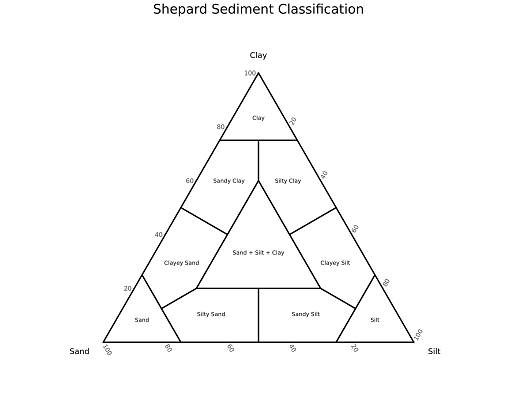 Shepard Sediment Classification
Clay
100
Clay
20
80
60
Sandy Clay
Silty Clay
40
40
60
Sand + Silt + Clay
Clayey Sand
Clayey Silt
20
80
Sand
Silty Sand
Sandy Silt
Silt
100
80
60
40
20
100
Sand
Silt